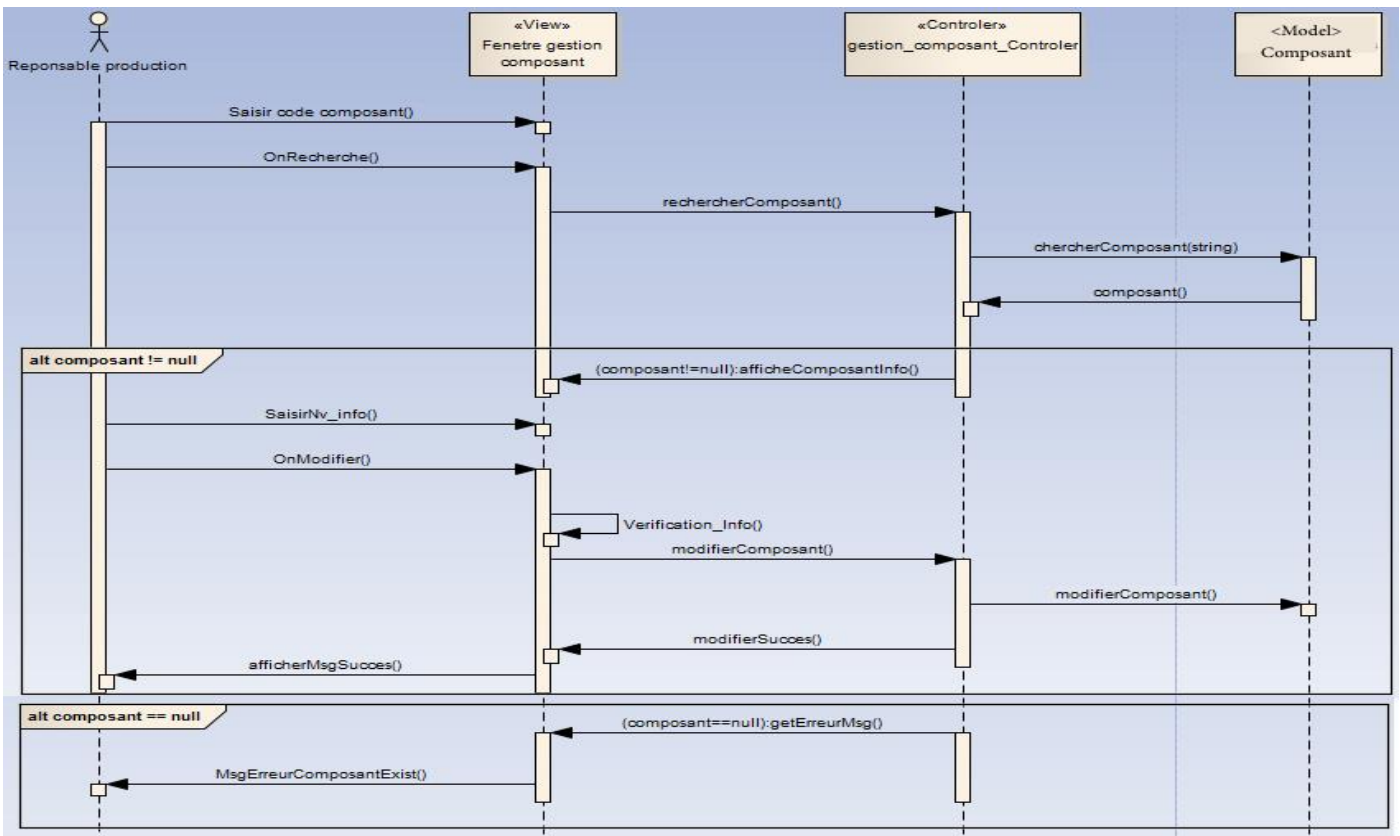 Reponsable production
«View»
Fenetre gestion
composant
«Controler»
gestion_composant_Controler
<Model>
Composant
Saisir code composant()
OnRecherche()
rechercherComposant()
chercherComposant(string)
composant()
alt composant != null
(composant!=null):afficheComposantInfo()
SaisirNv_info()
OnModifier()
Verification_Info()
modifierComposant()
modifierComposant()
modifierSucces()
afficherMsgSucces()
alt composant == null
(composant==null):getErreurMsg()
MsgErreurComposantExist()